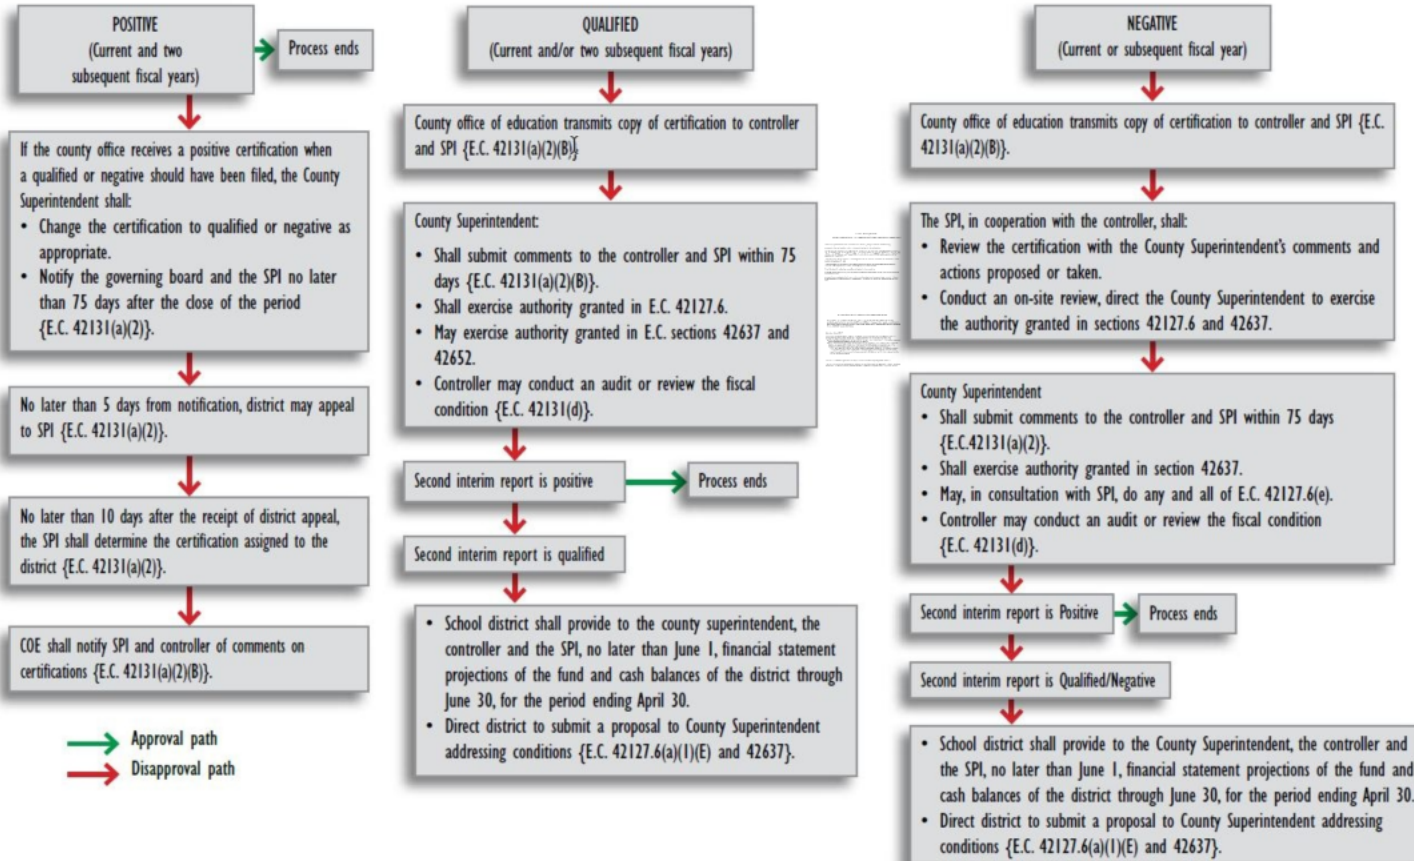 POSITIVE
(Current and two
subsequent fiscal years)
Process ends
If the county office receives a positive certification when
a qualified or negative should have been filed, the County
Superintendent shall:
• Change the certification to qualified or negative as
appropriate.
• Notify the governing board and the SPI no later
than 75 days after the close of the period
{E.C. 42131(a)(2)}.
No later than 5 days from notification, district may appeal
to SPI {E.C. 42131(a)(2)}.
No later than 10 days after the receipt of district appeal,
the SPI shall determine the certification assigned to the
district {E.C. 42131(a)(2)}.
COE shall notify SPI and controller of comments on
certifications {E.C. 42131(a)(2)(B)}.
Approval path
Disapproval path
QUALIFIED
(Current and/or two subsequent fiscal years)
County office of education transmits copy of certification to controller
and SPI {E.C. 42131(a)(2)(B)}
County Superintendent:
• Shall submit comments to the controller and SPI within 75
days {E.C. 42131(a)(2)(B)}.
• Shall exercise authority granted in E.C. 42127.6.
• May exercise authority granted in E.C. sections 42637 and
42652.
• Controller may conduct an audit or review the fiscal
condition {E.C. 42131(d)}.
Second interim report is positive
Process ends
Second interim report is qualified
• School district shall provide to the county superintendent, the
controller and the SPI, no later than June 1, financial statement
projections of the fund and cash balances of the district through
June 30, for the period ending April 30.
• Direct district to submit a proposal to County Superintendent
addressing conditions {E.C. 42127.6(a)(1)(E) and 42637}.
NEGATIVE
(Current or subsequent fiscal year)
County office of education transmits copy of certification to controller and SPI {E.C.
42131(a)(2)(B)}.
The SPI, in cooperation with the controller, shall:
• Review the certification with the County Superintendent's comments and
actions proposed or taken.
• Conduct an on-site review, direct the County Superintendent to exercise
the authority granted in sections 42127.6 and 42637.
County Superintendent
• Shall submit comments to the controller and SPI within 75 days
{E.C.42131(a)(2)}.
• Shall exercise authority granted in section 42637.
• May, in consultation with SPI, do any and all of E.C. 42127.6(e).
• Controller may conduct an audit or review the fiscal condition
{E.C. 42131(d)}.
Second interim report is Positive
Process ends
Second interim report is Qualified/Negative
• School district shall provide to the County Superintendent, the controller and
the SPI, no later than June 1, financial statement projections of the fund and
cash balances of the district through June 30, for the period ending April 30.
• Direct district to submit a proposal to County Superintendent addressing
conditions {E.C. 42127.6(a)(1)(E) and 42637}.